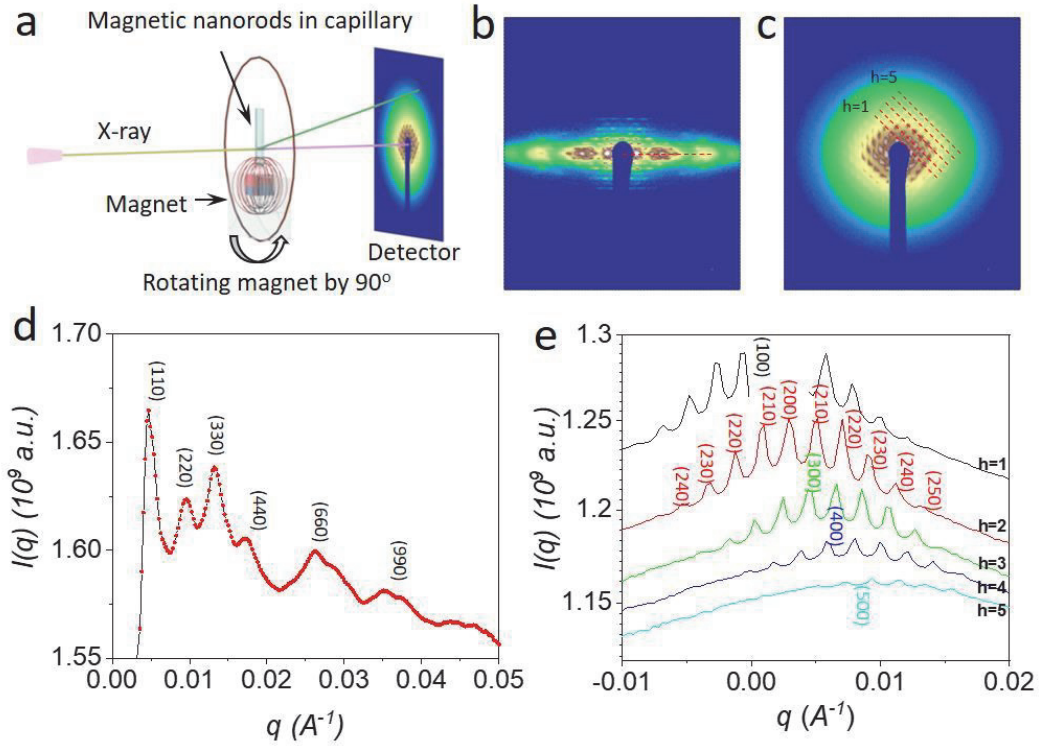 a
Magnetic nanorods in capillary
X-ray
Magnet
Detector
Rotating magnet by 90°
b
c
h=5
h=1
d
1.70
1.65
1.60
1.55
I(q) (10⁹ a.u.)
(110)
(220)
(330)
(440)
(660)
(990)
0.00 0.01 0.02 0.03 0.04 0.05
q (A⁻¹)
e
1.3
1.25
1.2
1.15
I(q) (10⁹ a.u.)
(100)
(240)
(230)
(220)
(210)
(200)
(210)
(220)
(230)
(240)
(250)
(300)
(400)
(500)
h=1
h=2
h=3
h=4
h=5
-0.01 0.00 0.01 0.02
q (A⁻¹)